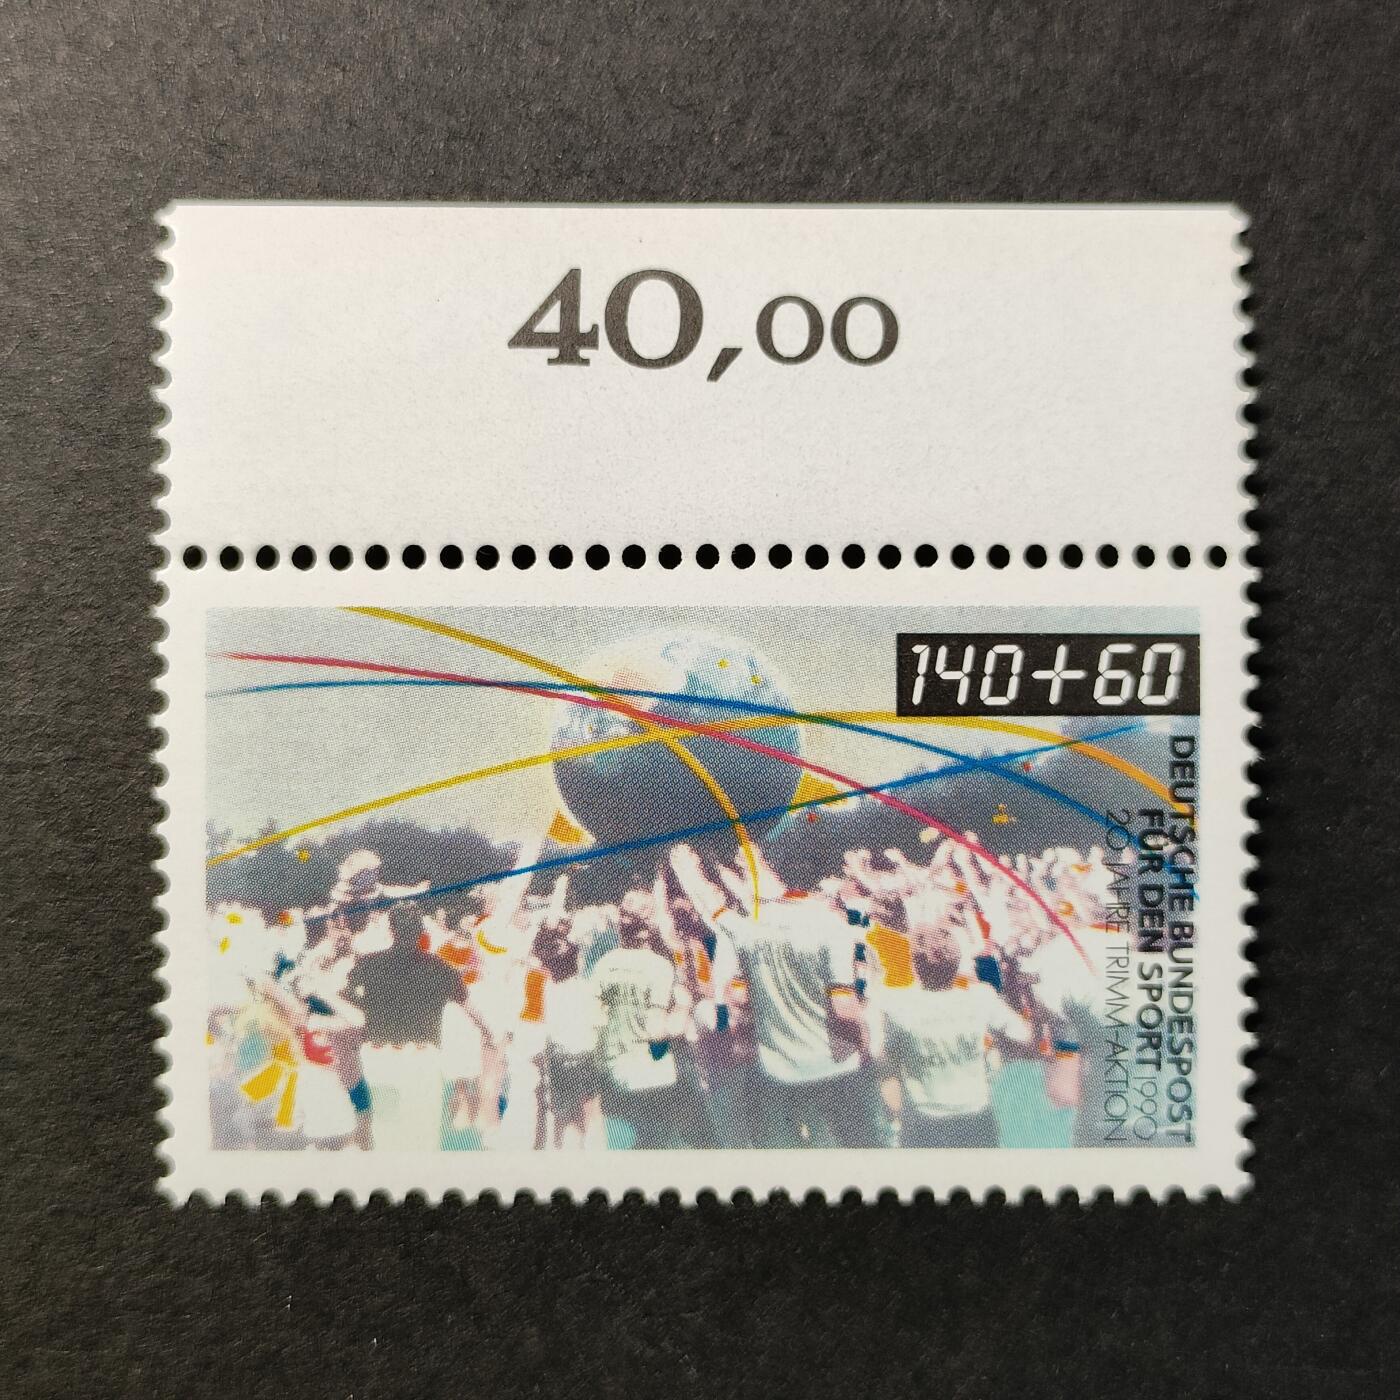 40,00
140+60
DEUTSCHE BUNDESPOST
FÜR DEN SPORT 1990
20 JAHRE TRIMM-AKTION